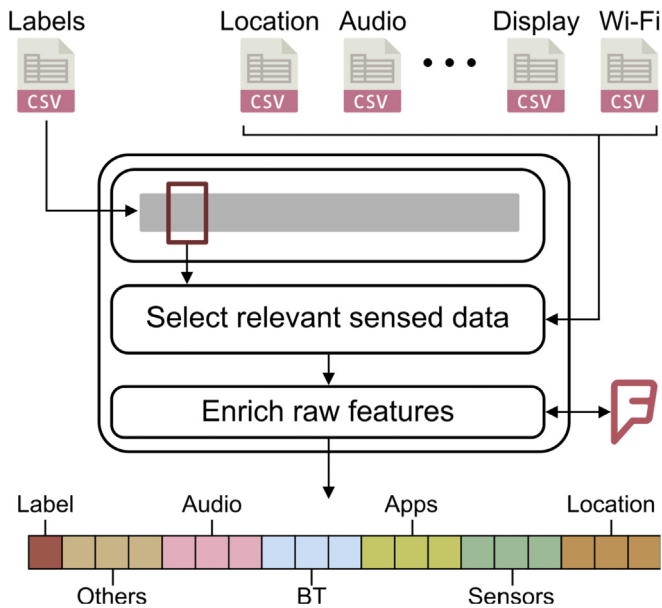 Labels
Location Audio Display Wi-Fi
CSV CSV CSV CSV CSV
Select relevant sensed data
Enrich raw features
Label Audio Apps Location
Others BT Sensors